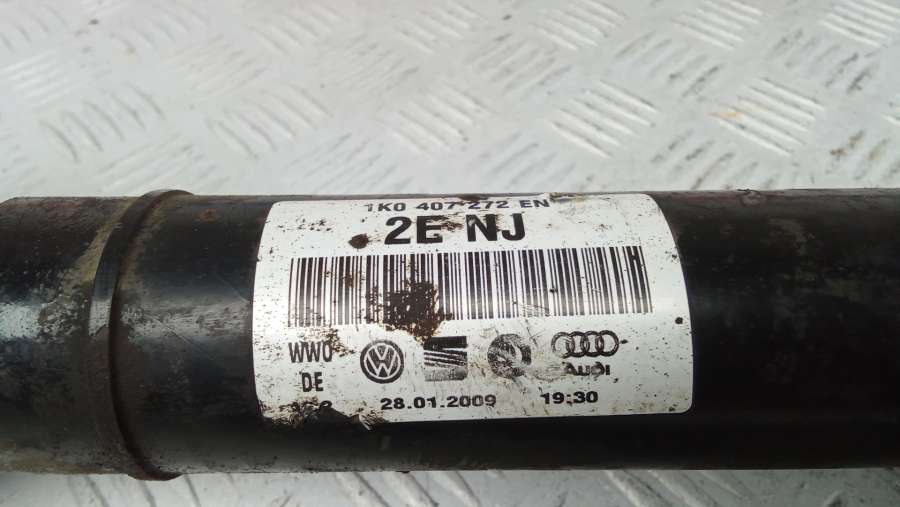 1K0 407 272 EN
2E NJ
WWO
DE
Audi
28.01.2009 19:30